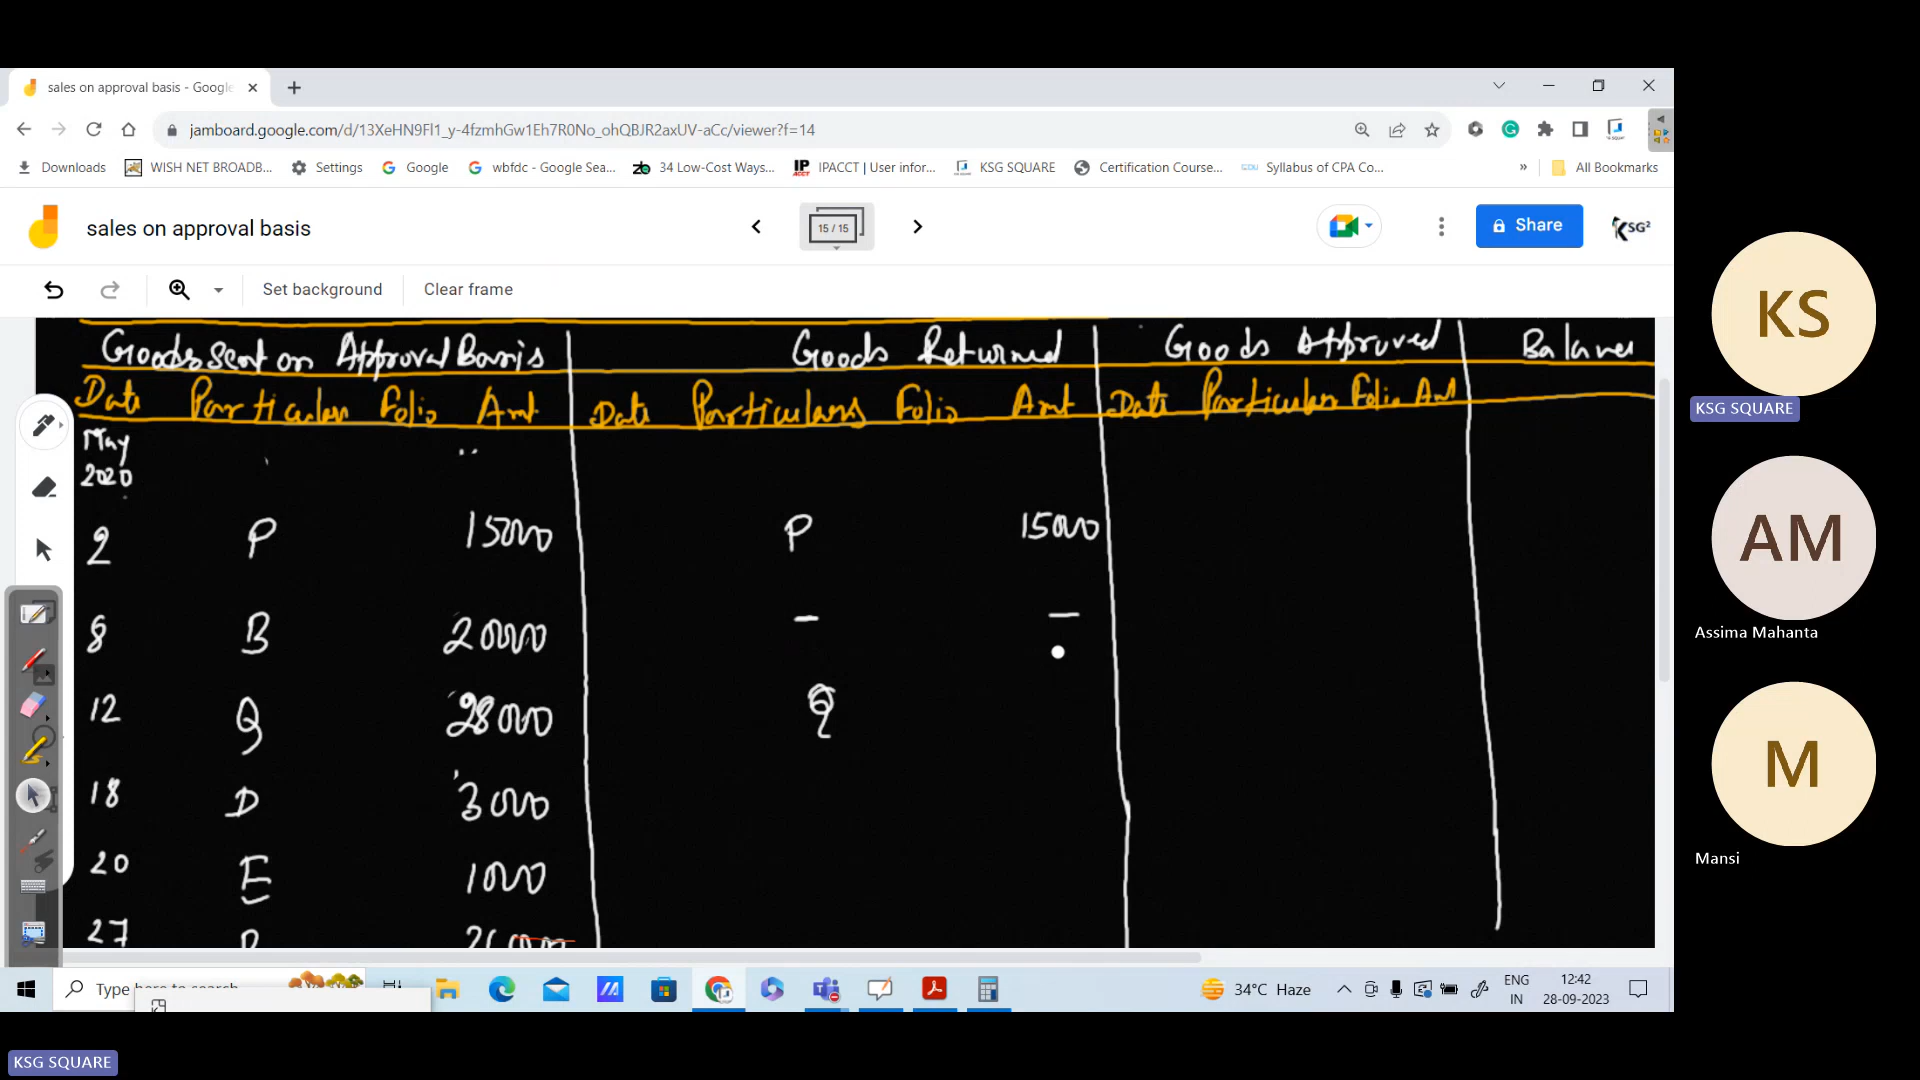 sales on approval basis - Google
jamboard.google.com/d/13XeHN9Fl1_y-4fzmhGw1Eh7R0No_ohQBJR2axUV-aCc/viewer?f=14
Downloads WISH NET BROADB... Settings Google wbfdc - Google Sea... 34 Low-Cost Ways... IPACCT | User infor... KSG SQUARE Certification Course... Syllabus of CPA Co... » All Bookmarks
sales on approval basis
15 / 15
Share
KSG²
Set background Clear frame
Goods Sent on Approval Basis Goods Returned Goods Approved Balance
Date Particulars Folio Amt Date Particulars Folio Amt Date Particulars Folio Amt
May
2020
2 P 15000 P 15000
8 B 20000 — —
12 Q 28000 Q
18 D 3000
20 E 1000
27
KS
KSG SQUARE
AM
Assima Mahanta
M
Mansi
Type here to search
34°C Haze
ENG
IN
12:42
28-09-2023
KSG SQUARE